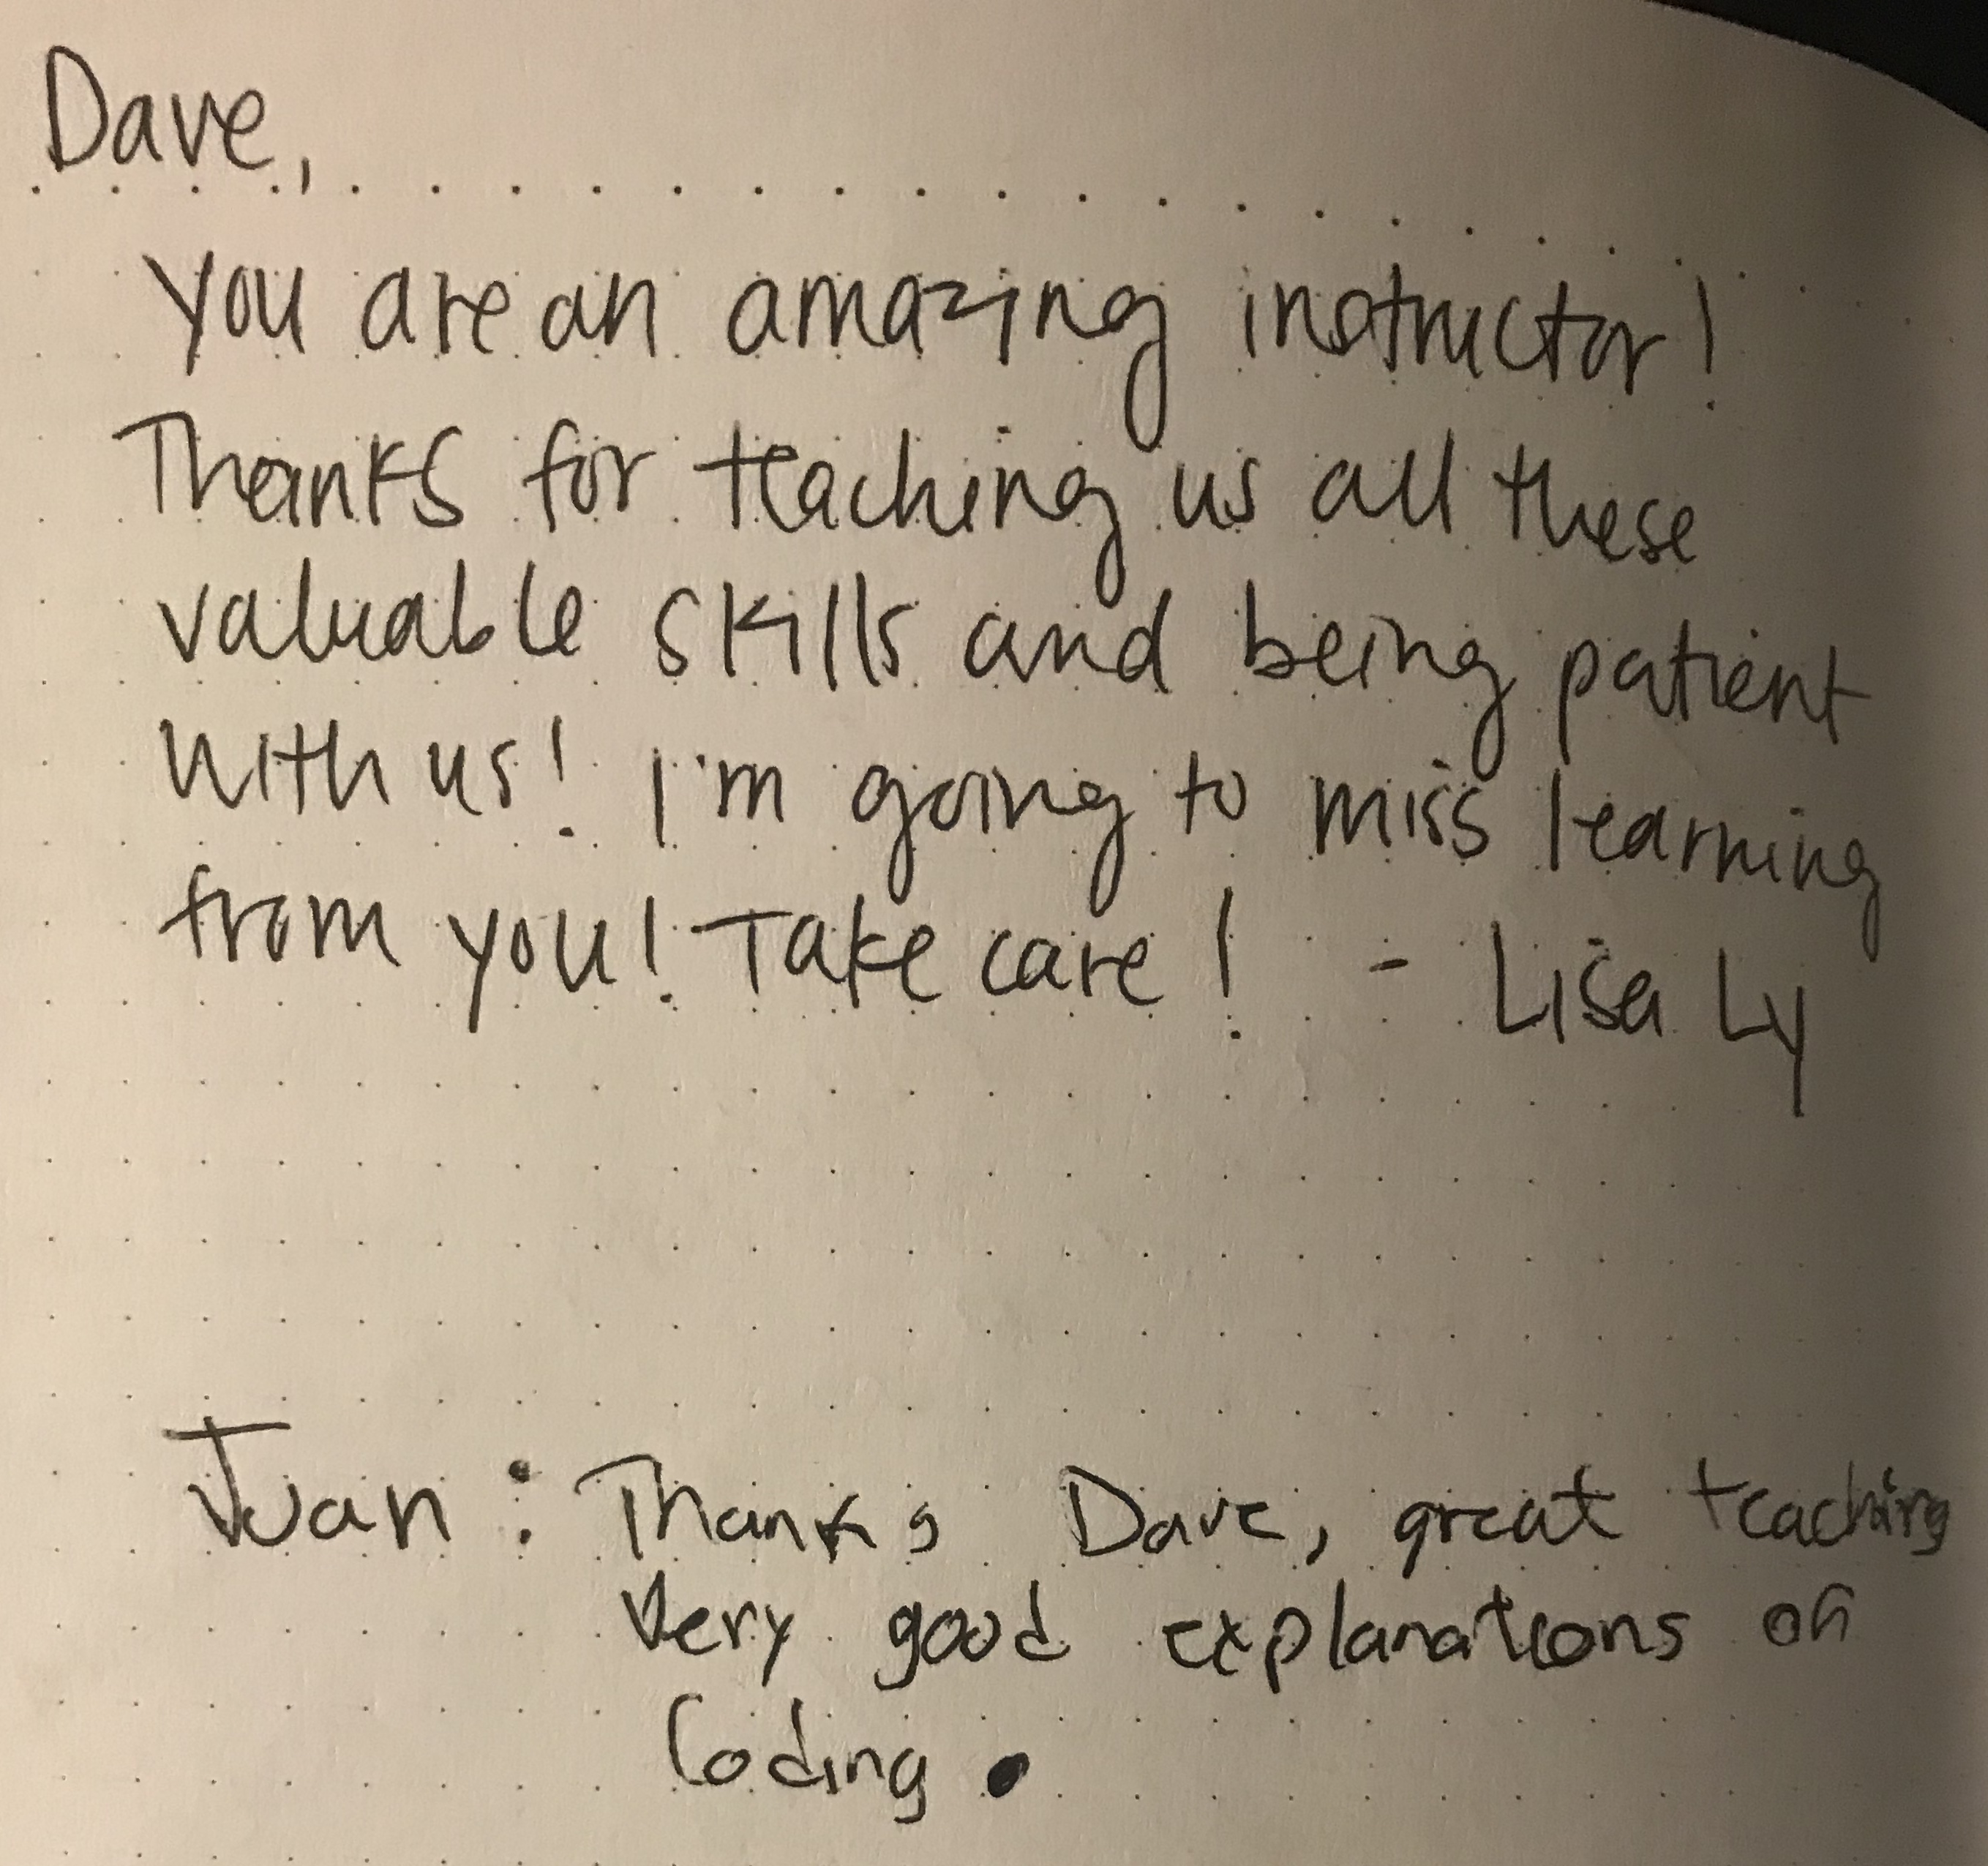 Dave,
you are an amazing instructor!
Thanks for teaching us all these
valuable skills and being patient
with us! I'm going to miss learning
from you! Take care! - Lisa Ly
Juan: Thanks Dave, great teaching
Very good explanations on
Coding.